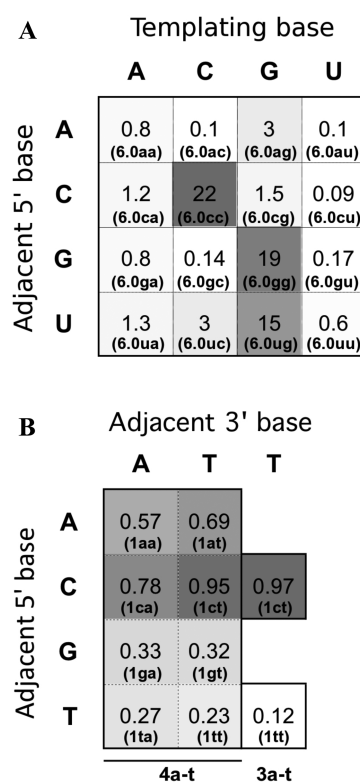 A
Templating base
A C G U
Adjacent 5' base
A 0.8 0.1 3 0.1
(6.0aa) (6.0ac) (6.0ag) (6.0au)
C 1.2 22 1.5 0.09
(6.0ca) (6.0cc) (6.0cg) (6.0cu)
G 0.8 0.14 19 0.17
(6.0ga) (6.0gc) (6.0gg) (6.0gu)
U 1.3 3 15 0.6
(6.0ua) (6.0uc) (6.0ug) (6.0uu)
B
Adjacent 3' base
A T T
Adjacent 5' base
A 0.57 0.69
(1aa) (1at)
C 0.78 0.95 0.97
(1ca) (1ct) (1ct)
G 0.33 0.32
(1ga) (1gt)
T 0.27 0.23 0.12
(1ta) (1tt) (1tt)
4a-t 3a-t